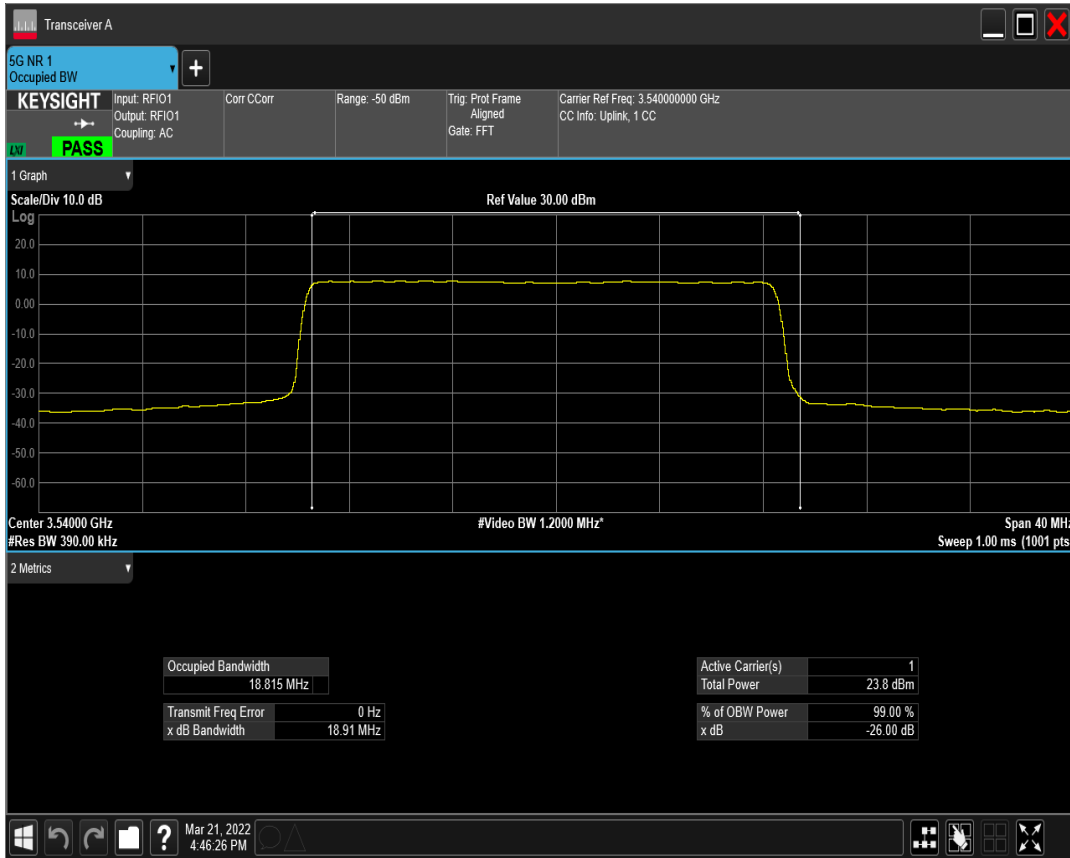 Transceiver A
5G NR 1
Occupied BW
KEYSIGHT
LXI
PASS
Input: RFIO1
Output: RFIO1
Coupling: AC
Corr CCorr
Range: -50 dBm
Trig: Prot Frame
Aligned
Gate: FFT
Carrier Ref Freq: 3.540000000 GHz
CC Info: Uplink, 1 CC
1 Graph
Scale/Div 10.0 dB
Ref Value 30.00 dBm
Log
20.0
10.0
0.00
-10.0
-20.0
-30.0
-40.0
-50.0
-60.0
Center 3.54000 GHz
#Video BW 1.2000 MHz*
Span 40 MHz
#Res BW 390.00 kHz
Sweep 1.00 ms (1001 pts
2 Metrics
Occupied Bandwidth
18.815 MHz
Transmit Freq Error 0 Hz
x dB Bandwidth 18.91 MHz
Active Carrier(s) 1
Total Power 23.8 dBm
% of OBW Power 99.00 %
x dB -26.00 dB
?
Mar 21, 2022
4:46:26 PM